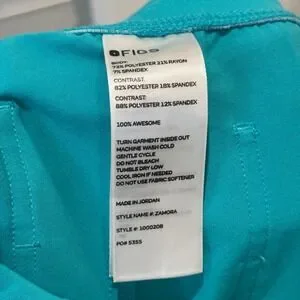 FIGS
BODY:
72% POLYESTER 21% RAYON
7% SPANDEX
CONTRAST:
82% POLYESTER 18% SPANDEX
CONTRAST:
88% POLYESTER 12% SPANDEX
100% AWESOME
TURN GARMENT INSIDE OUT
MACHINE WASH COLD
GENTLE CYCLE
DO NOT BLEACH
TUMBLE DRY LOW
COOL IRON IF NEEDED
DO NOT USE FABRIC SOFTENER
MADE IN JORDAN
STYLE NAME #: ZAMORA
STYLE #: 100020B
PO# 5355